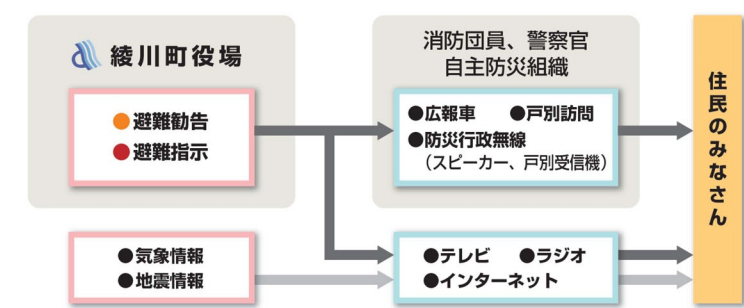 綾川町役場
●避難勧告
●避難指示
消防団員、警察官
自主防災組織
●広報車　●戸別訪問
●防災行政無線
（スピーカー、戸別受信機）
●気象情報
●地震情報
●テレビ　●ラジオ
●インターネット
住民のみなさん